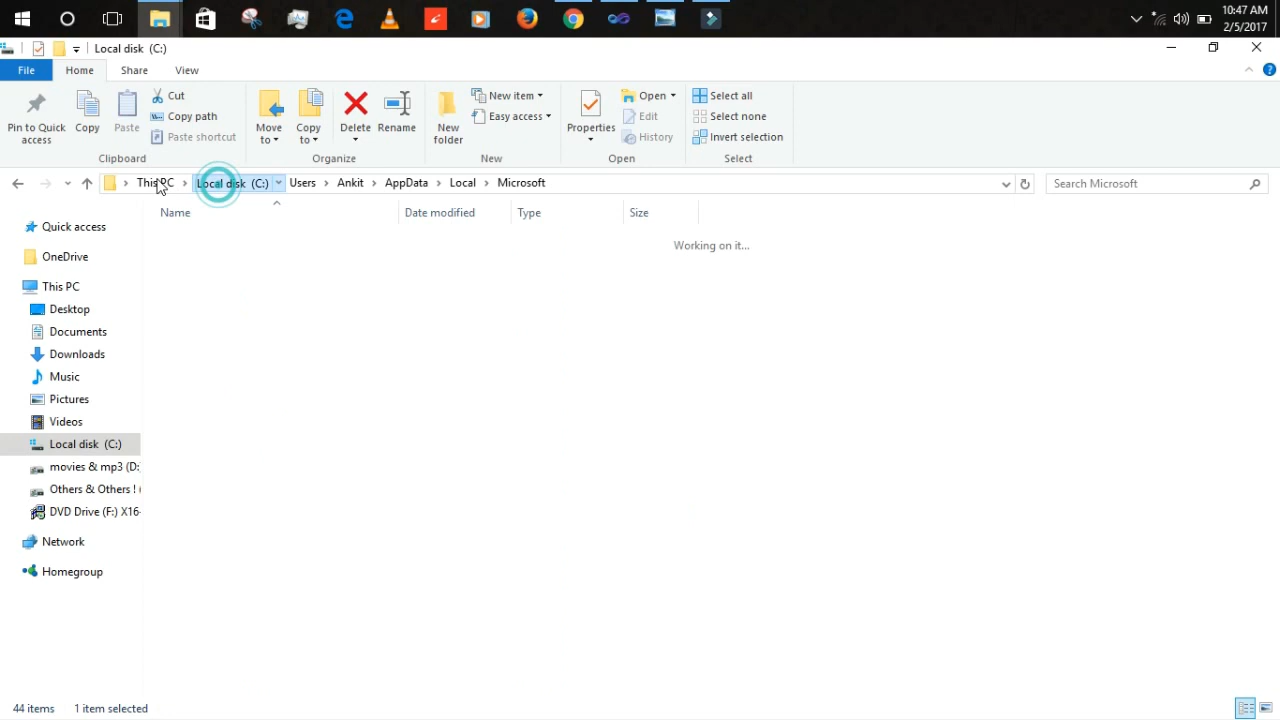 10:47 AM
2/5/2017
Local disk (C:)
File Home Share View
Pin to Quick access
Copy
Paste
Cut
Copy path
Paste shortcut
Clipboard
Move to
Copy to
Delete
Rename
Organize
New folder
New item
Easy access
New
Properties
Open
Edit
History
Open
Select all
Select none
Invert selection
Select
This PC Local disk (C:) Users Ankit AppData Local Microsoft
Search Microsoft
Name Date modified Type Size
Working on it...
Quick access
OneDrive
This PC
Desktop
Documents
Downloads
Music
Pictures
Videos
Local disk (C:)
movies & mp3 (D:
Others & Others ! (
DVD Drive (F:) X16-
Network
Homegroup
44 items 1 item selected